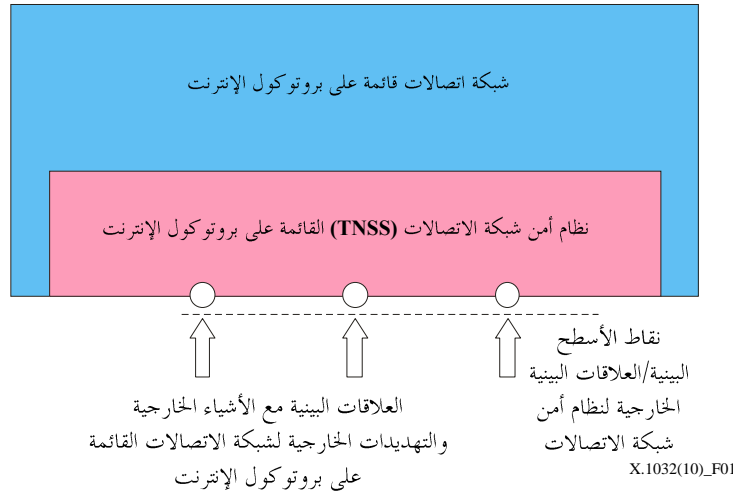 شبكة اتصالات قائمة على بروتوكول الإنترنت
نظام أمن شبكة الاتصالات (TNSS) القائمة على بروتوكول الإنترنت
نقاط الأسطح
البينية/العلاقات البينية
الخارجية لنظام أمن
شبكة الاتصالات
العلاقات البينية مع الأشياء الخارجية
والتهديدات الخارجية لشبكة الاتصالات القائمة
على بروتوكول الإنترنت
X.1032(10)_F01